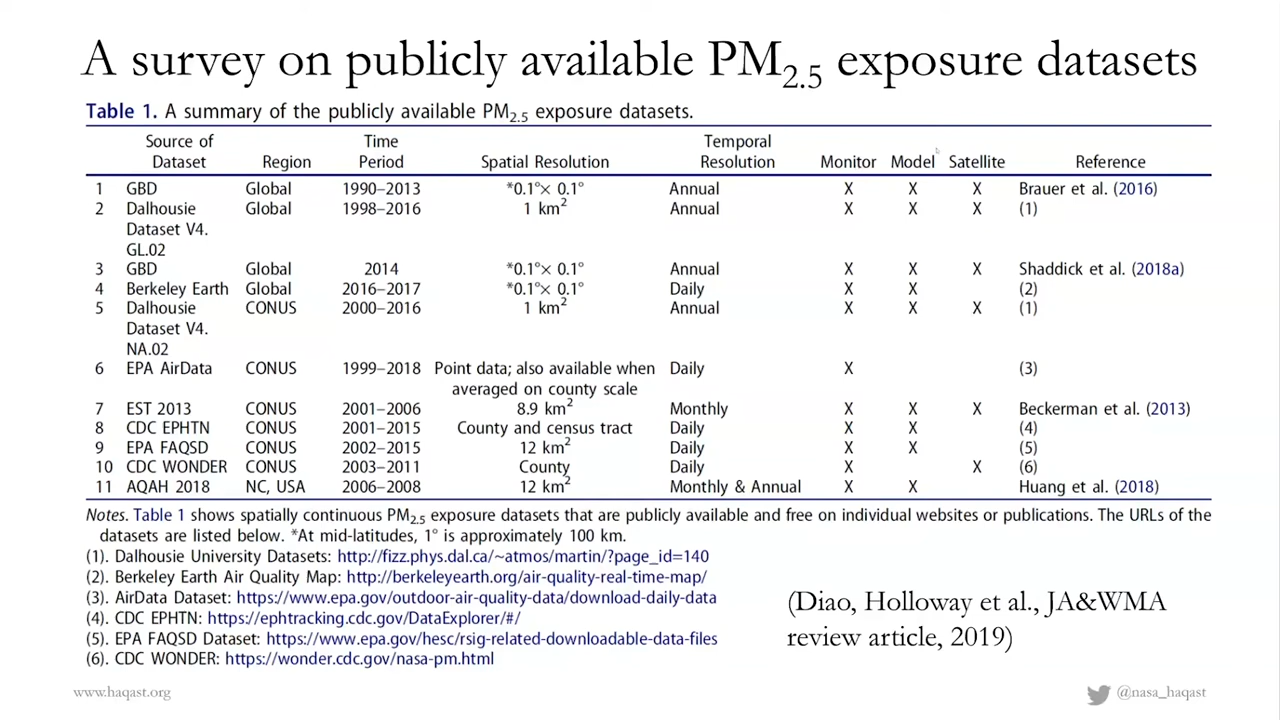 A survey on publicly available PM2.5 exposure datasets
Table 1. A summary of the publicly available PM2.5 exposure datasets.
Source of Dataset Region Time Period Spatial Resolution Temporal Resolution Monitor Model Satellite Reference
1 GBD Global 1990–2013 *0.1°× 0.1° Annual X X X Brauer et al. (2016)
2 Dalhousie Dataset V4. GL.02 Global 1998–2016 1 km2 Annual X X X (1)
3 GBD Global 2014 *0.1°× 0.1° Annual X X X Shaddick et al. (2018a)
4 Berkeley Earth Global 2016–2017 *0.1°× 0.1° Daily X X (2)
5 Dalhousie Dataset V4. NA.02 CONUS 2000–2016 1 km2 Annual X X X (1)
6 EPA AirData CONUS 1999–2018 Point data; also available when averaged on county scale Daily X (3)
7 EST 2013 CONUS 2001–2006 8.9 km2 Monthly X X X Beckerman et al. (2013)
8 CDC EPHTN CONUS 2001–2015 County and census tract Daily X X (4)
9 EPA FAQSD CONUS 2002–2015 12 km2 Daily X X (5)
10 CDC WONDER CONUS 2003–2011 County Daily X X (6)
11 AQAH 2018 NC, USA 2006–2008 12 km2 Monthly & Annual X X Huang et al. (2018)
Notes. Table 1 shows spatially continuous PM2.5 exposure datasets that are publicly available and free on individual websites or publications. The URLs of the
datasets are listed below. *At mid-latitudes, 1° is approximately 100 km.
(1). Dalhousie University Datasets: http://fizz.phys.dal.ca/~atmos/martin/?page_id=140
(2). Berkeley Earth Air Quality Map: http://berkeleyearth.org/air-quality-real-time-map/
(3). AirData Dataset: https://www.epa.gov/outdoor-air-quality-data/download-daily-data
(4). CDC EPHTN: https://ephtracking.cdc.gov/DataExplorer/#/
(5). EPA FAQSD Dataset: https://www.epa.gov/hesc/rsig-related-downloadable-data-files
(6). CDC WONDER: https://wonder.cdc.gov/nasa-pm.html
(Diao, Holloway et al., JA&WMA
review article, 2019)
www.haqast.org
@nasa_haqast